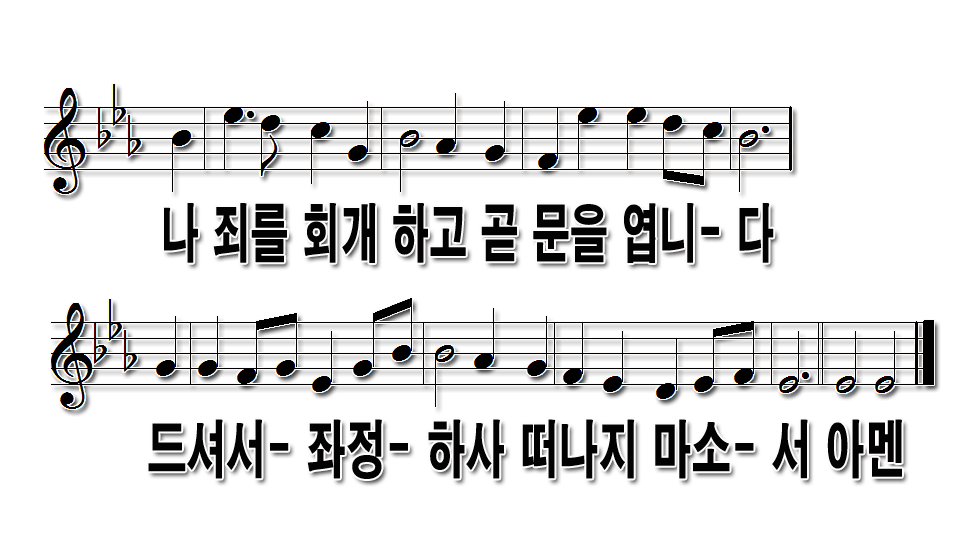 나 죄를 회개 하고 곧 문을 엽니- 다
드셔서- 좌정- 하사 떠나지 마소- 서 아멘